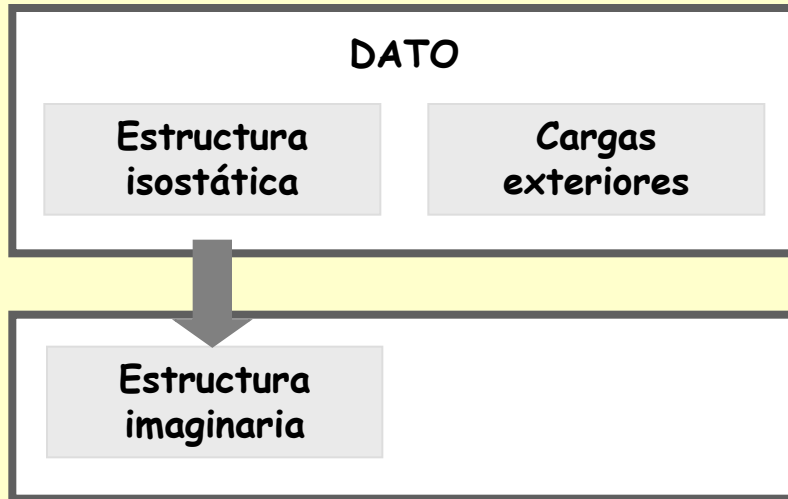 DATO
Estructura
isostática
Cargas
exteriores
Estructura
imaginaria